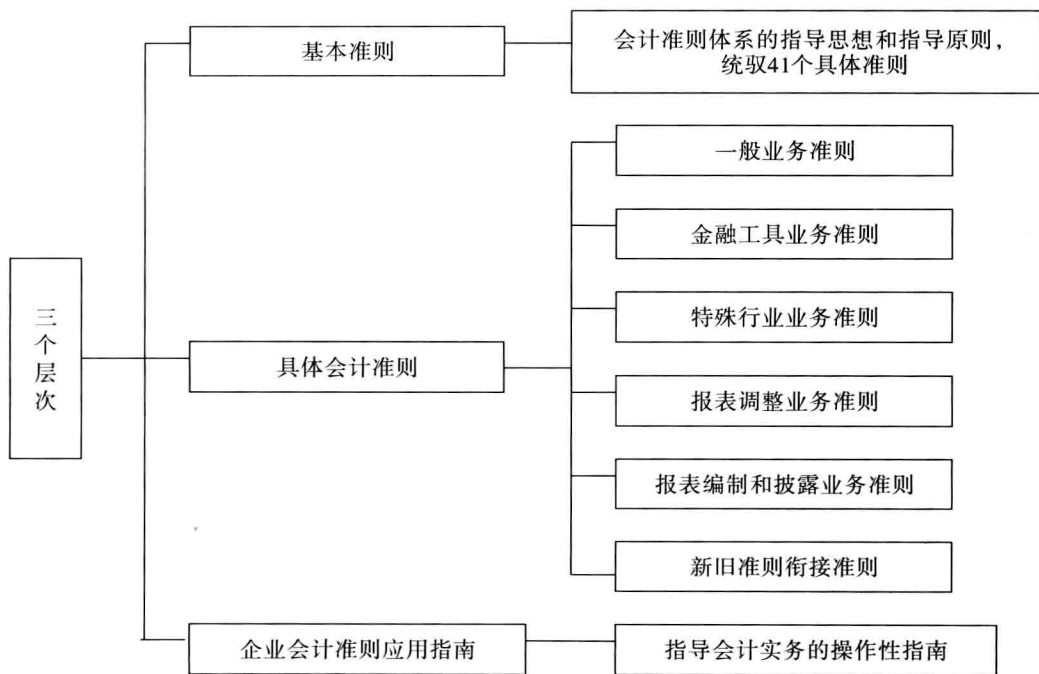 基本准则
会计准则体系的指导思想和指导原则，
统驭41个具体准则
一般业务准则
金融工具业务准则
特殊行业业务准则
三个层次
具体会计准则
报表调整业务准则
报表编制和披露业务准则
新旧准则衔接准则
企业会计准则应用指南
指导会计实务的操作性指南